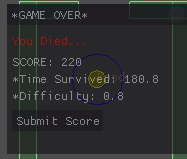 *GAME OVER*
You Died...
SCORE: 220
*Time Survived: 180.8
*Difficulty: 0.8
Submit Score